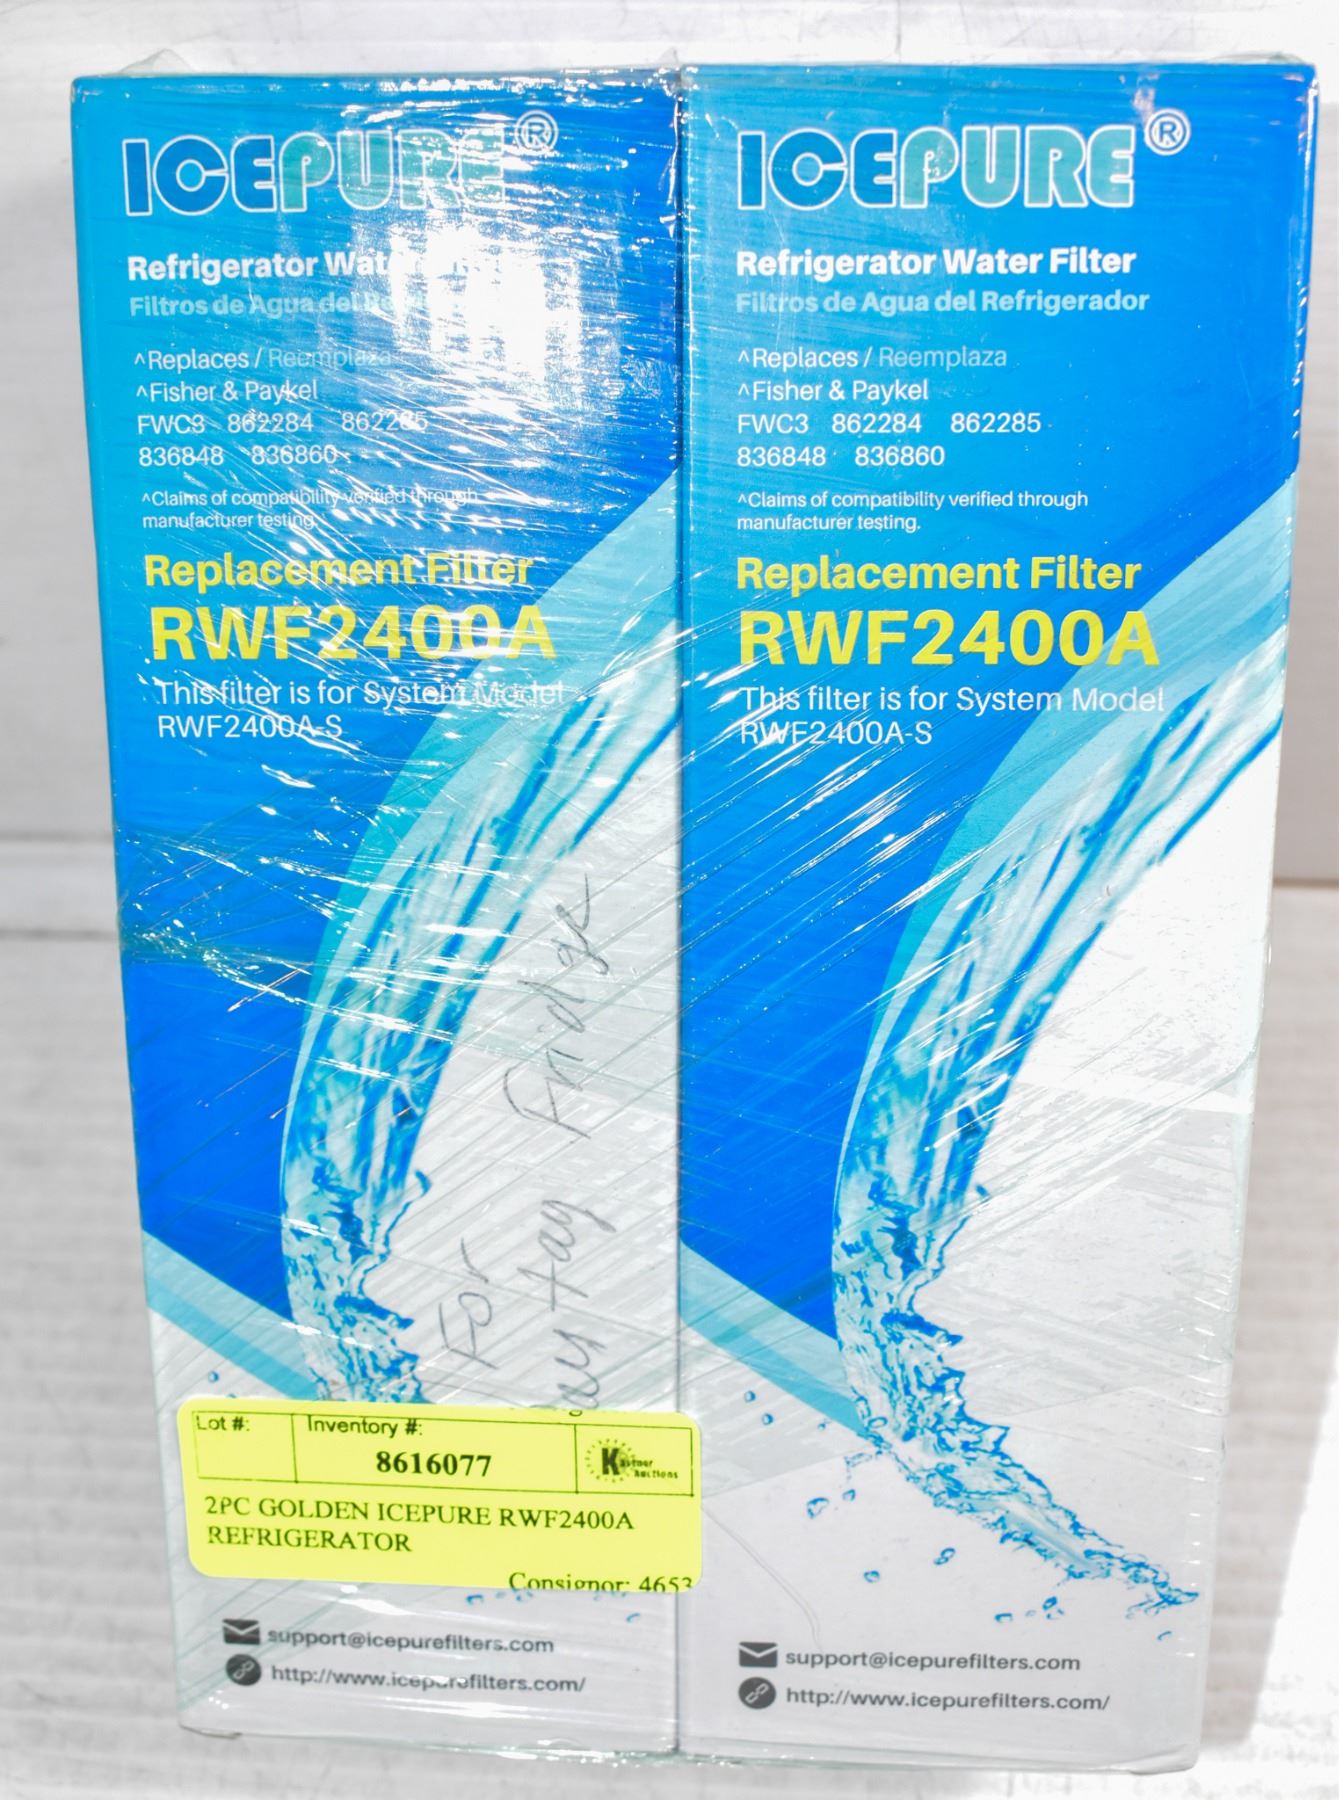 ICEPURE®
Refrigerator Wat
Filtros de Agua del Re
^Replaces / Reemplaza
^Fisher & Paykel
FWC3 862284 862285
836848 836860
^Claims of compatibility verified through
manufacturer testing.
Replacement Filter
RWF2400A
This filter is for System Model
RWF2400A-S
For
Fridge
Lot #:
Inventory #:
8616077
Kastner
Auctions
2PC GOLDEN ICEPURE RWF2400A
REFRIGERATOR
Consignor: 4653
support@icepurefilters.com
http://www.icepurefilters.com/
ICEPURE®
Refrigerator Water Filter
Filtros de Agua del Refrigerador
^Replaces / Reemplaza
^Fisher & Paykel
FWC3 862284 862285
836848 836860
^Claims of compatibility verified through
manufacturer testing.
Replacement Filter
RWF2400A
This filter is for System Model
RWF2400A-S
support@icepurefilters.com
http://www.icepurefilters.com/